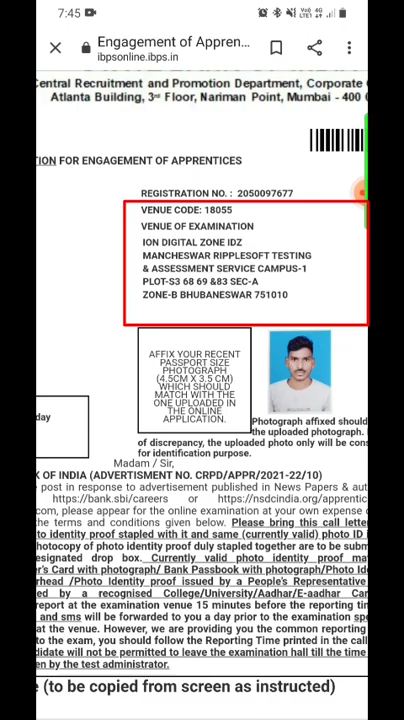 7:45
Vo)) 4G
LTE1
Engagement of Appren...
ibpsonline.ibps.in
Central Recruitment and Promotion Department, Corporate
Atlanta Building, 3rd Floor, Nariman Point, Mumbai - 400 0
TION FOR ENGAGEMENT OF APPRENTICES
REGISTRATION NO. : 2050097677
VENUE CODE: 18055
VENUE OF EXAMINATION
ION DIGITAL ZONE IDZ
MANCHESWAR RIPPLESOFT TESTING
& ASSESSMENT SERVICE CAMPUS-1
PLOT-S3 68 69 &83 SEC-A
ZONE-B BHUBANESWAR 751010
AFFIX YOUR RECENT
PASSPORT SIZE
PHOTOGRAPH
(4.5CM X 3.5 CM)
WHICH SHOULD
MATCH WITH THE
ONE UPLOADED IN
THE ONLINE
APPLICATION.
day
Photograph affixed should
the uploaded photograph.
of discrepancy, the uploaded photo only will be cons
for identification purpose.
Madam / Sir,
K OF INDIA (ADVERTISMENT NO. CRPD/APPR/2021-22/10)
post in response to advertisement published in News Papers & aut
https://bank.sbi/careers or https://nsdcindia.org/apprentic
com, please appear for the online examination at your own expense
the terms and conditions given below. Please bring this call letter
to identity proof stapled with it and same (currently valid) photo ID
hotocopy of photo identity proof duly stapled together are to be subm
esignated drop box. Currently valid photo identity proof ma
er's Card with photograph/ Bank Passbook with photograph/Photo Ide
erhead /Photo Identity proof issued by a People's Representative
ed by a recognised College/University/Aadhar/E-aadhar Car
report at the examination venue 15 minutes before the reporting tim
and sms will be forwarded to you a day prior to the examination spe
at the venue. However, we are providing you the common reporting
to the exam, you should follow the Reporting Time printed in the call
didate will not be permitted to leave the examination hall till the time
en by the test administrator.
e (to be copied from screen as instructed)